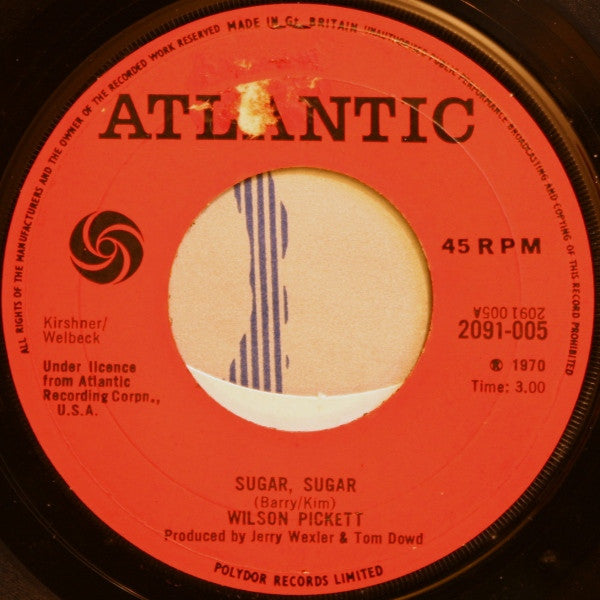 ALL RIGHTS OF THE MANUFACTURERS AND THE OWNER OF THE RECORDED WORK RESERVED MADE IN Gt. BRITAIN UNAUTHORISED PUBLIC PERFORMANCE BROADCASTING AND COPYING OF THIS RECORD PROHIBITED
ATLANTIC
45 RPM
2091 005A
2091-005
Kirshner/
Welbeck
℗ 1970
Under licence
from Atlantic
Recording Corpn.,
U.S.A.
Time: 3.00
SUGAR, SUGAR
(Barry/Kim)
WILSON PICKETT
Produced by Jerry Wexler & Tom Dowd
POLYDOR RECORDS LIMITED